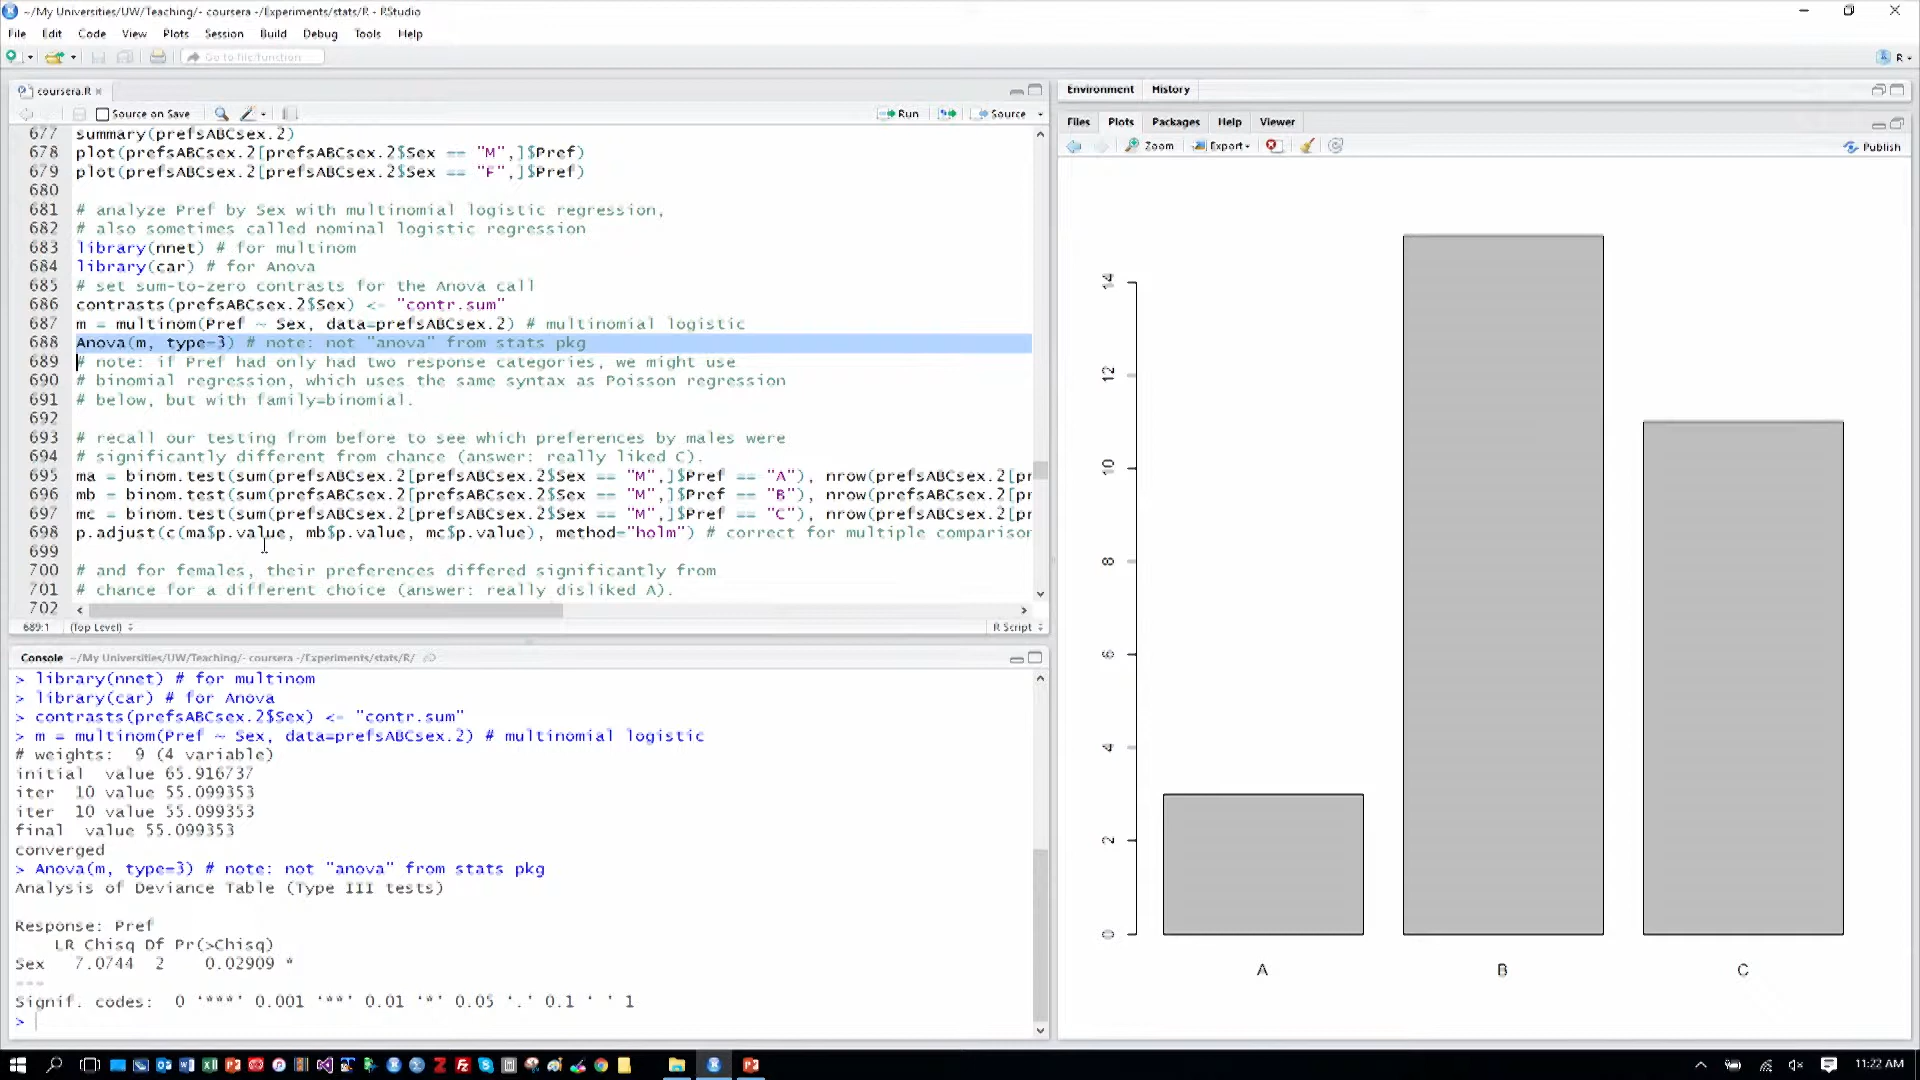 ~/My Universities/UW/Teaching/- coursera -/Experiments/stats/R - RStudio
File Edit Code View Plots Session Build Debug Tools Help
Go to file/function
R
coursera.R
Source on Save
Run
Source
677 summary(prefsABCsex.2)
678 plot(prefsABCsex.2[prefsABCsex.2$Sex == "M",]$Pref)
679 plot(prefsABCsex.2[prefsABCsex.2$Sex == "F",]$Pref)
680
681 # analyze Pref by Sex with multinomial logistic regression,
682 # also sometimes called nominal logistic regression
683 library(nnet) # for multinom
684 library(car) # for Anova
685 # set sum-to-zero contrasts for the Anova call
686 contrasts(prefsABCsex.2$Sex) <- "contr.sum"
687 m = multinom(Pref ~ Sex, data=prefsABCsex.2) # multinomial logistic
688 Anova(m, type=3) # note: not "anova" from stats pkg
689 # note: if Pref had only had two response categories, we might use
690 # binomial regression, which uses the same syntax as Poisson regression
691 # below, but with family=binomial.
692
693 # recall our testing from before to see which preferences by males were
694 # significantly different from chance (answer: really liked C).
695 ma = binom.test(sum(prefsABCsex.2[prefsABCsex.2$Sex == "M",]$Pref == "A"), nrow(prefsABCsex.2[pr
696 mb = binom.test(sum(prefsABCsex.2[prefsABCsex.2$Sex == "M",]$Pref == "B"), nrow(prefsABCsex.2[pr
697 mc = binom.test(sum(prefsABCsex.2[prefsABCsex.2$Sex == "M",]$Pref == "C"), nrow(prefsABCsex.2[pr
698 p.adjust(c(ma$p.value, mb$p.value, mc$p.value), method="holm") # correct for multiple comparison
699
700 # and for females, their preferences differed significantly from
701 # chance for a different choice (answer: really disliked A).
702
689:1 (Top Level) R Script
Console ~/My Universities/UW/Teaching/- coursera -/Experiments/stats/R/
> library(nnet) # for multinom
> library(car) # for Anova
> contrasts(prefsABCsex.2$Sex) <- "contr.sum"
> m = multinom(Pref ~ Sex, data=prefsABCsex.2) # multinomial logistic
# weights: 9 (4 variable)
initial value 65.916737
iter 10 value 55.099353
iter 10 value 55.099353
final value 55.099353
converged
> Anova(m, type=3) # note: not "anova" from stats pkg
Analysis of Deviance Table (Type III tests)
Response: Pref
LR Chisq Df Pr(>Chisq)
Sex 7.0744 2 0.02909 *
---
Signif. codes: 0 '***' 0.001 '**' 0.01 '*' 0.05 '.' 0.1 ' ' 1
>
Environment History
Files Plots Packages Help Viewer
Zoom Export Publish
14
12
10
8
6
4
2
0
A B C
11:22 AM